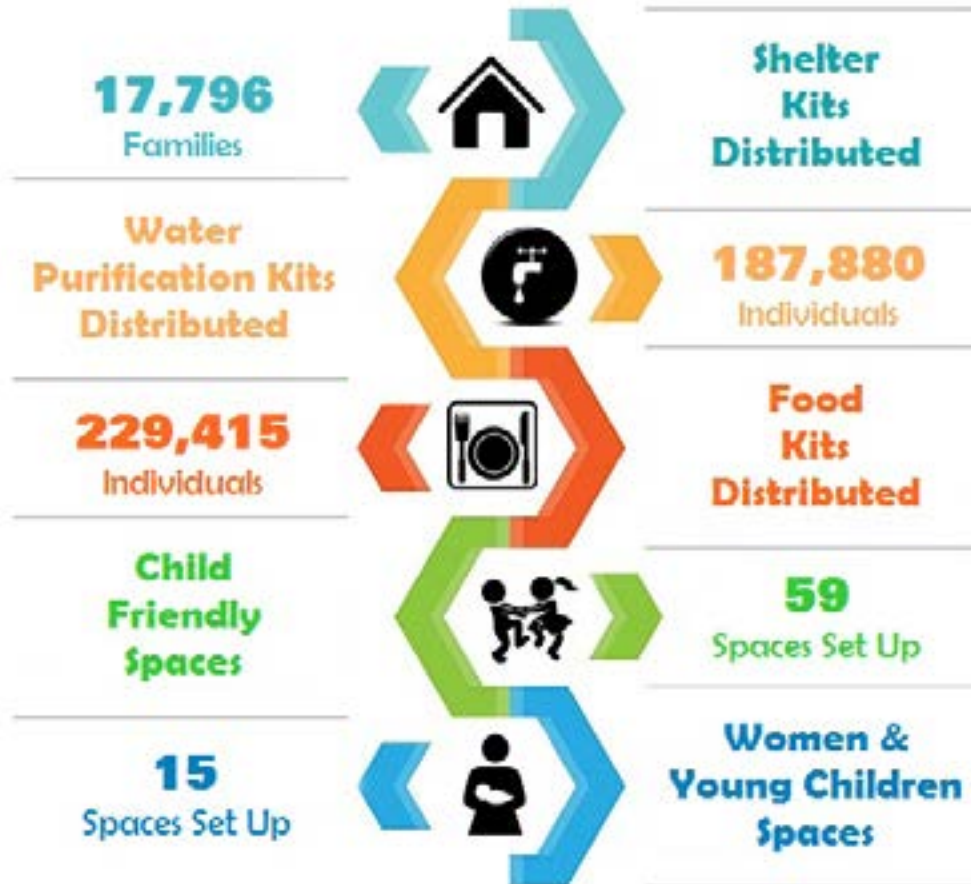 17,796
Families
Shelter
Kits
Distributed
Water
Purification Kits
Distributed
187,880
Individuals
229,415
Individuals
Food
Kits
Distributed
Child
Friendly
Spaces
59
Spaces Set Up
15
Spaces Set Up
Women &
Young Children
Spaces